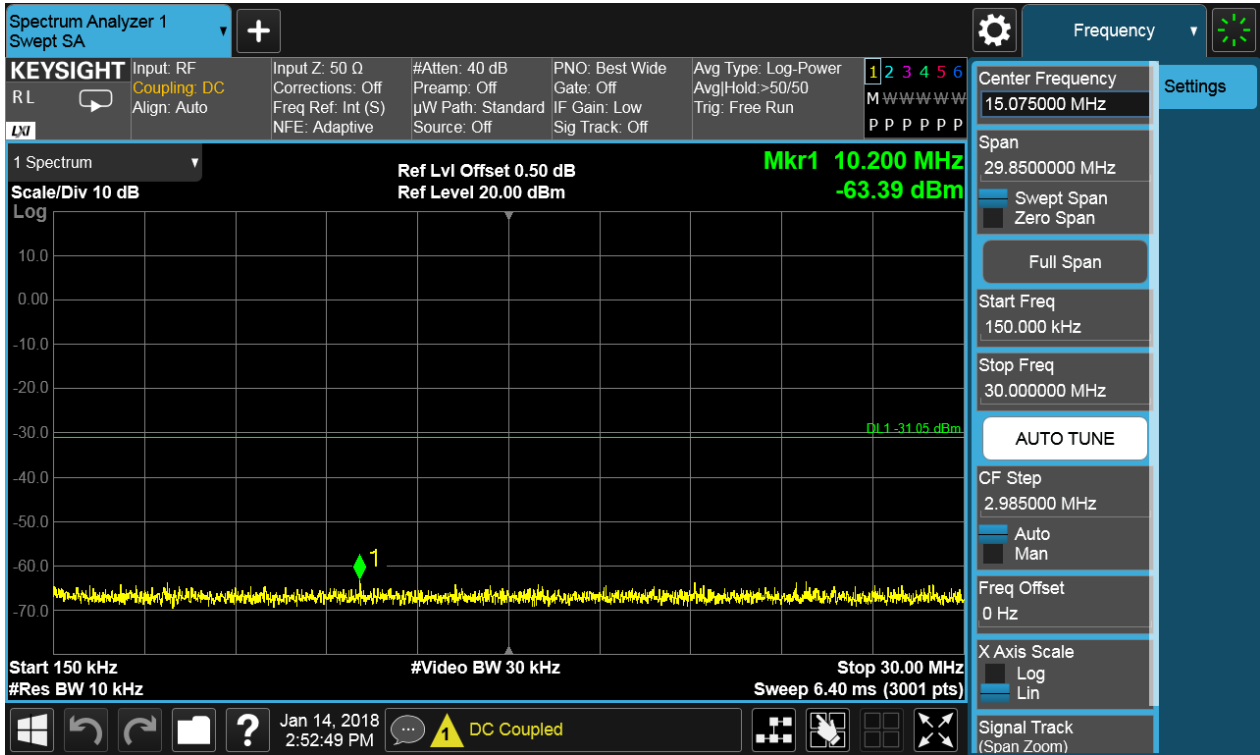 Spectrum Analyzer 1
Swept SA
Frequency
KEYSIGHT
RL
LXI
Input: RF
Coupling: DC
Align: Auto
Input Z: 50 Ω
Corrections: Off
Freq Ref: Int (S)
NFE: Adaptive
#Atten: 40 dB
Preamp: Off
µW Path: Standard
Source: Off
PNO: Best Wide
Gate: Off
IF Gain: Low
Sig Track: Off
Avg Type: Log-Power
Avg|Hold:>50/50
Trig: Free Run
1 2 3 4 5 6
M W W W W W
P P P P P P
1 Spectrum
Scale/Div 10 dB
Log
Ref Lvl Offset 0.50 dB
Ref Level 20.00 dBm
Mkr1 10.200 MHz
-63.39 dBm
10.0
0.00
-10.0
-20.0
-30.0
DL1 -31.05 dBm
-40.0
-50.0
1
-60.0
-70.0
Start 150 kHz
#Res BW 10 kHz
#Video BW 30 kHz
Stop 30.00 MHz
Sweep 6.40 ms (3001 pts)
Center Frequency
15.075000 MHz
Settings
Span
29.8500000 MHz
Swept Span
Zero Span
Full Span
Start Freq
150.000 kHz
Stop Freq
30.000000 MHz
AUTO TUNE
CF Step
2.985000 MHz
Auto
Man
Freq Offset
0 Hz
X Axis Scale
Log
Lin
Signal Track
(Span Zoom)
?
Jan 14, 2018
2:52:49 PM
1
DC Coupled